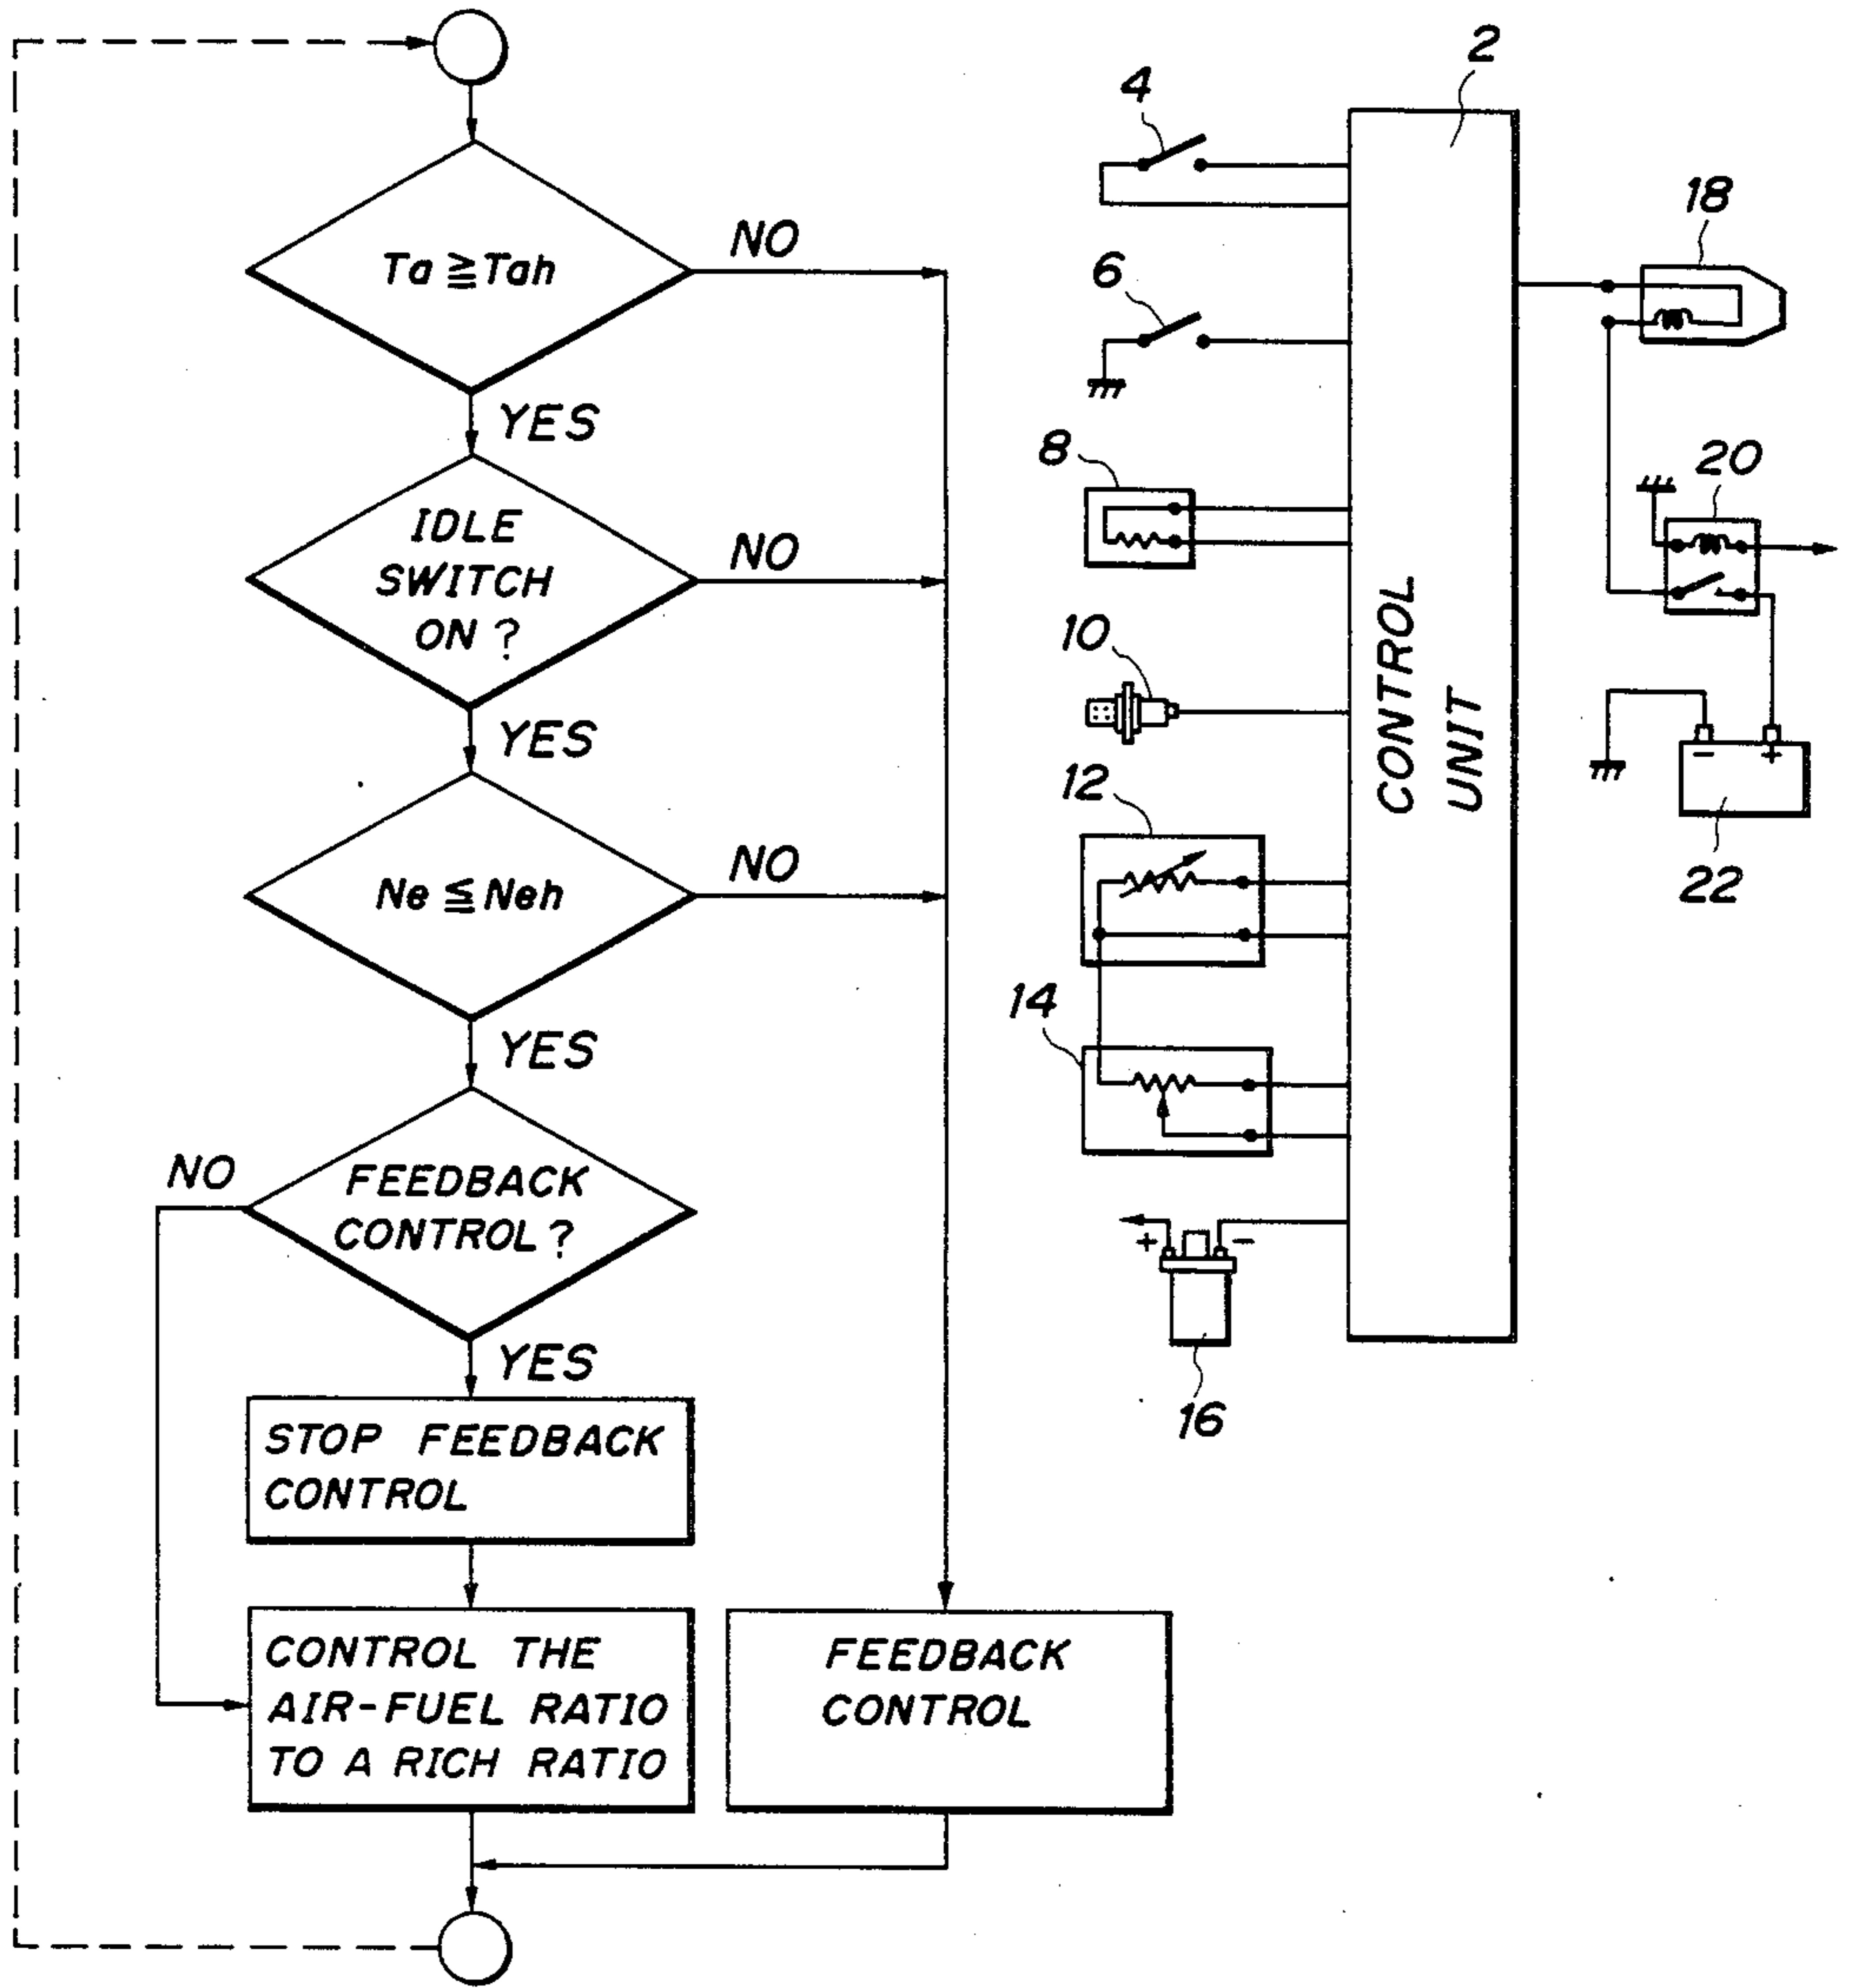 Ta ≧ Tah
NO
YES
IDLE
SWITCH
ON ?
NO
YES
Ne ≦ Neh
NO
YES
NO
FEEDBACK
CONTROL ?
YES
STOP FEEDBACK
CONTROL
CONTROL THE
AIR-FUEL RATIO
TO A RICH RATIO
FEEDBACK
CONTROL
2
4
6
8
10
12
14
+
−
16
CONTROL
UNIT
18
20
−
+
22